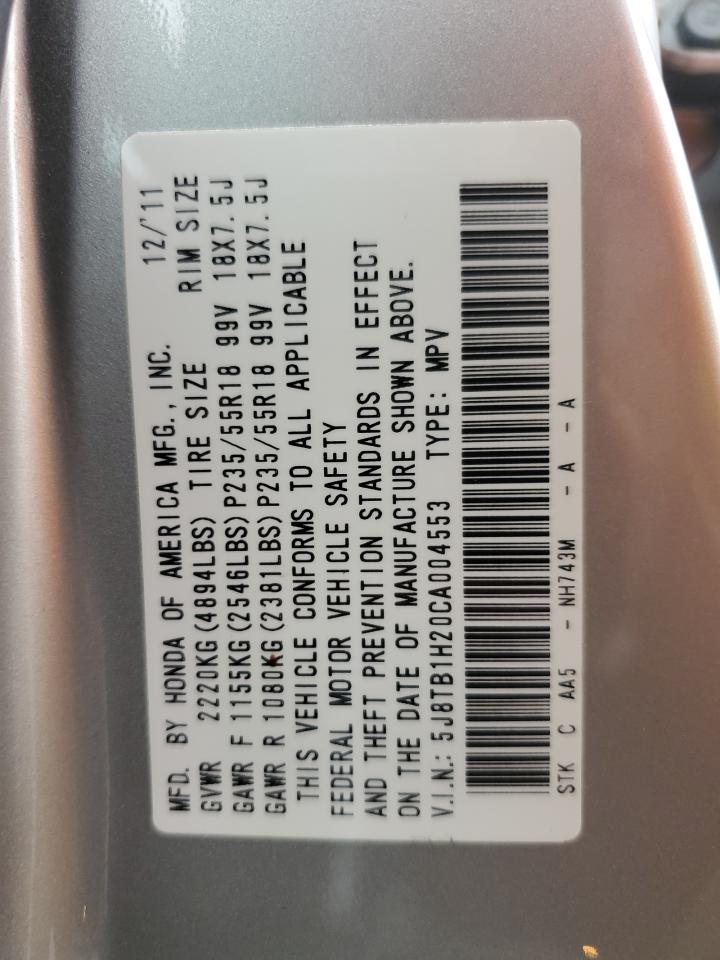 MFD. BY HONDA OF AMERICA MFG., INC. 12/'11
GVWR 2220KG(4894LBS) TIRE SIZE RIM SIZE
GAWR F 1155KG(2546LBS)P235/55R18 99V 18X7.5J
GAWR R 1080KG(2381LBS)P235/55R18 99V 18X7.5J
THIS VEHICLE CONFORMS TO ALL APPLICABLE
FEDERAL MOTOR VEHICLE SAFETY
AND THEFT PREVENTION STANDARDS IN EFFECT
ON THE DATE OF MANUFACTURE SHOWN ABOVE.
V.I.N.: 5J8TB1H20CA004553 TYPE: MPV
STK C AA5 - NH743M - A - A